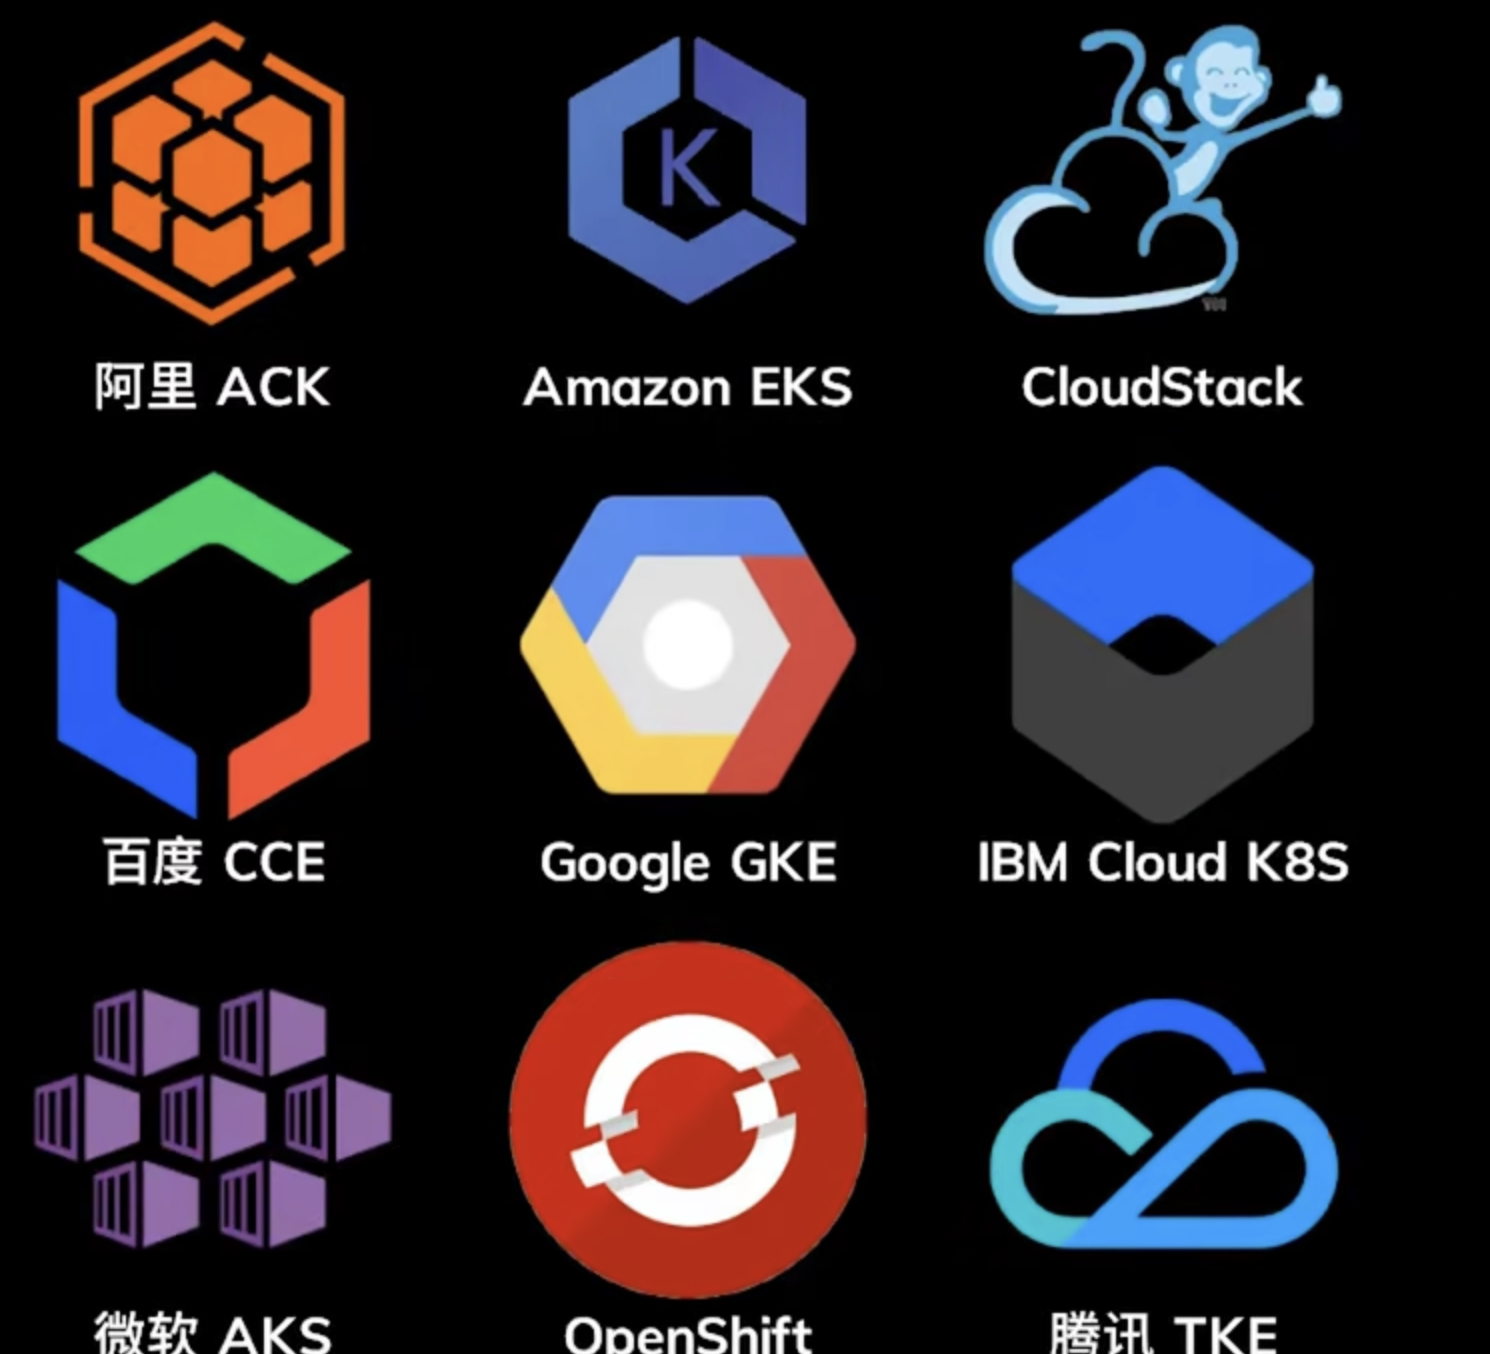 K
TM
阿里 ACK
Amazon EKS
CloudStack
百度 CCE
Google GKE
IBM Cloud K8S
微软 AKS
OpenShift
腾讯 TKE